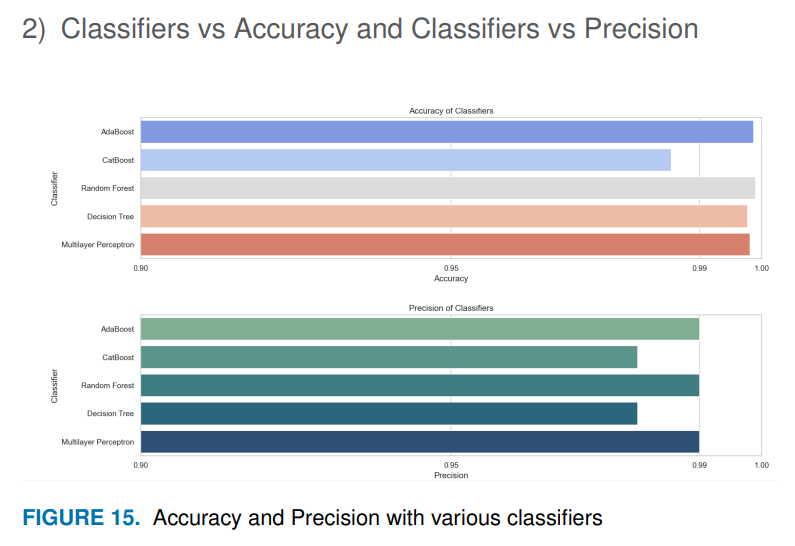 2) Classifiers vs Accuracy and Classifiers vs Precision
Accuracy of Classifiers
AdaBoost
CatBoost
Random Forest
Decision Tree
Multilayer Perceptron
Classifier
0.90 0.95 0.99 1.00
Accuracy
Precision of Classifiers
AdaBoost
CatBoost
Random Forest
Decision Tree
Multilayer Perceptron
Classifier
0.90 0.95 0.99 1.00
Precision
FIGURE 15. Accuracy and Precision with various classifiers